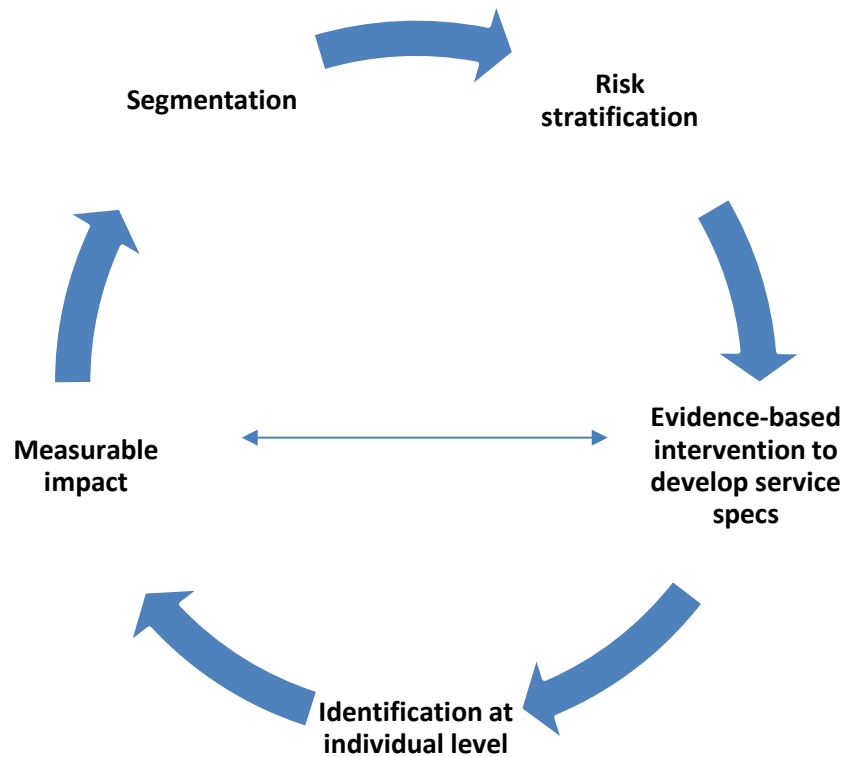 Segmentation
Risk
stratification
Evidence-based
intervention to
develop service
specs
Identification at
individual level
Measurable
impact